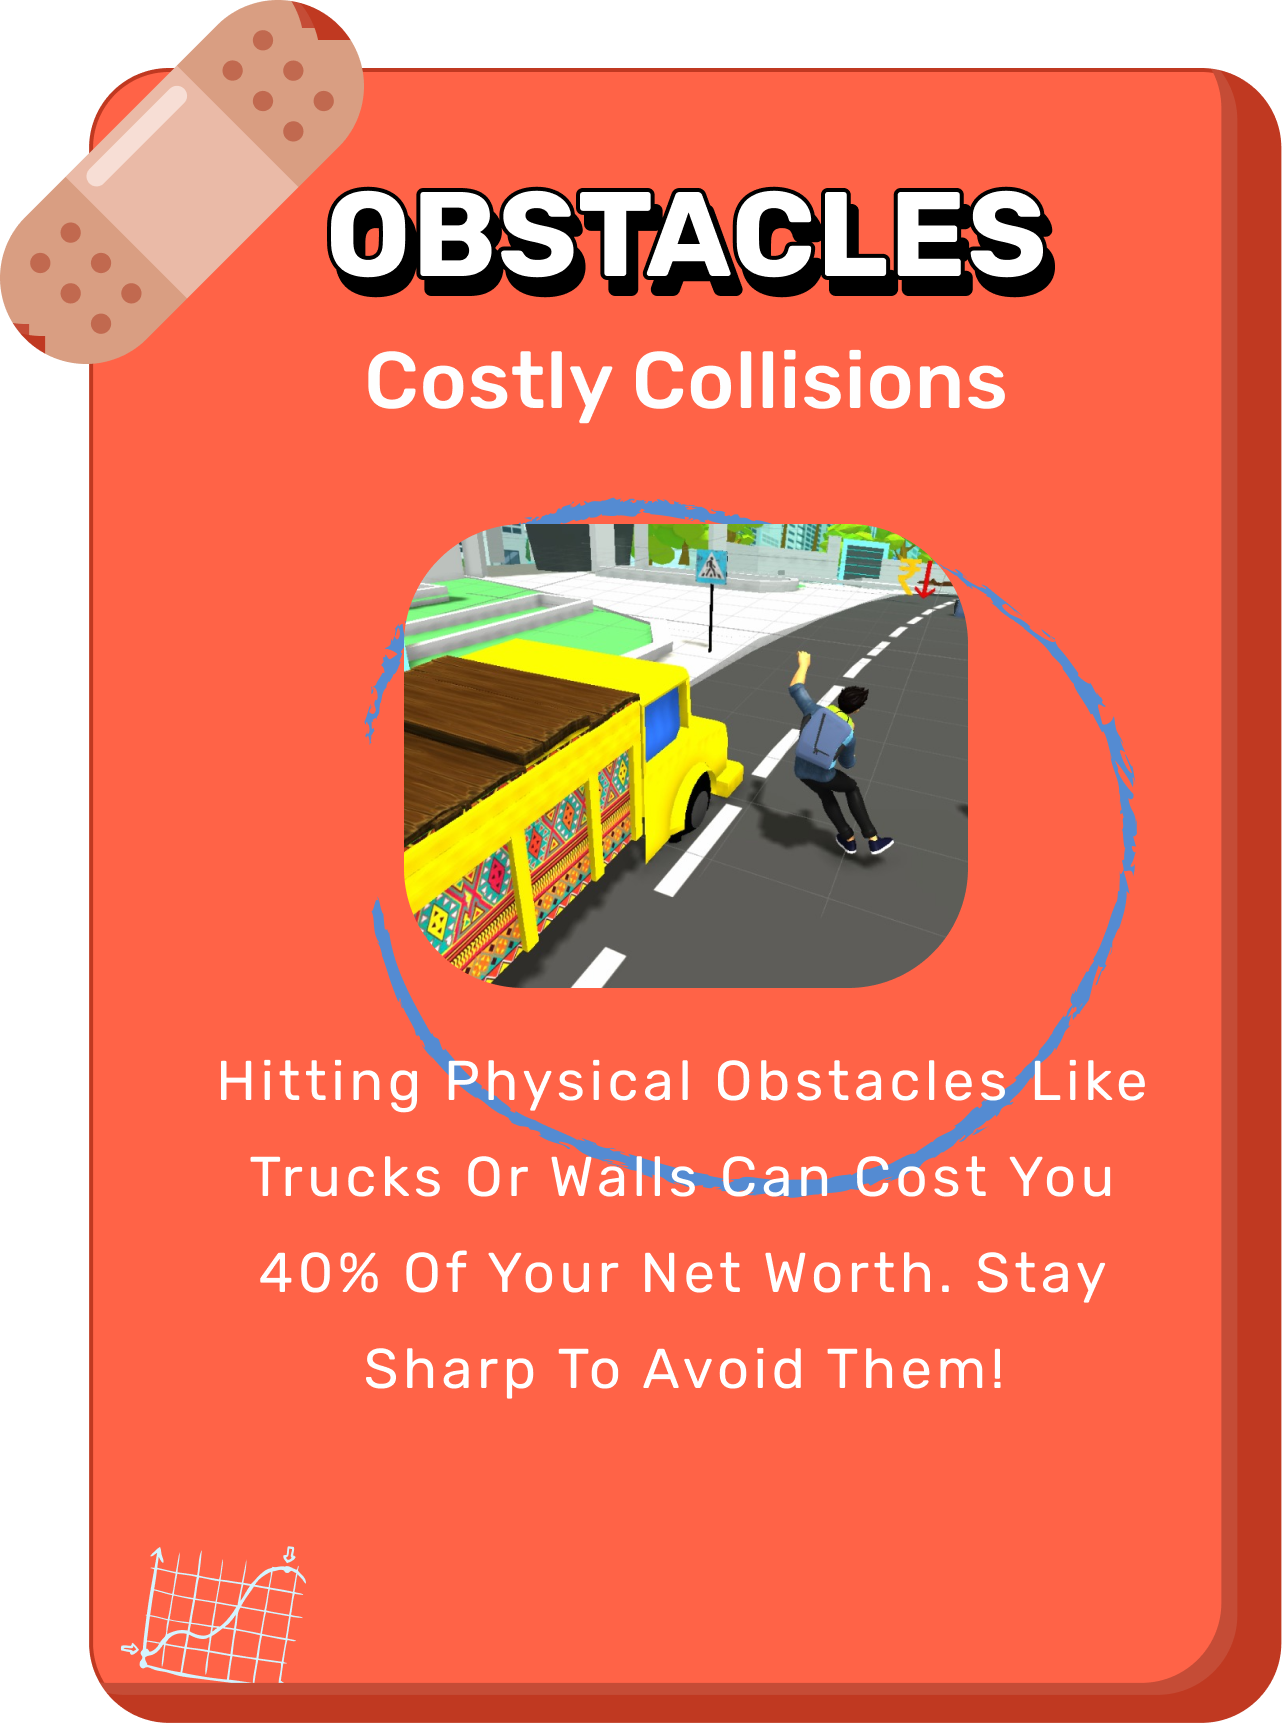 OBSTACLES
Costly Collisions
₹
Hitting Physical Obstacles Like
Trucks Or Walls Can Cost You
40% Of Your Net Worth. Stay
Sharp To Avoid Them!